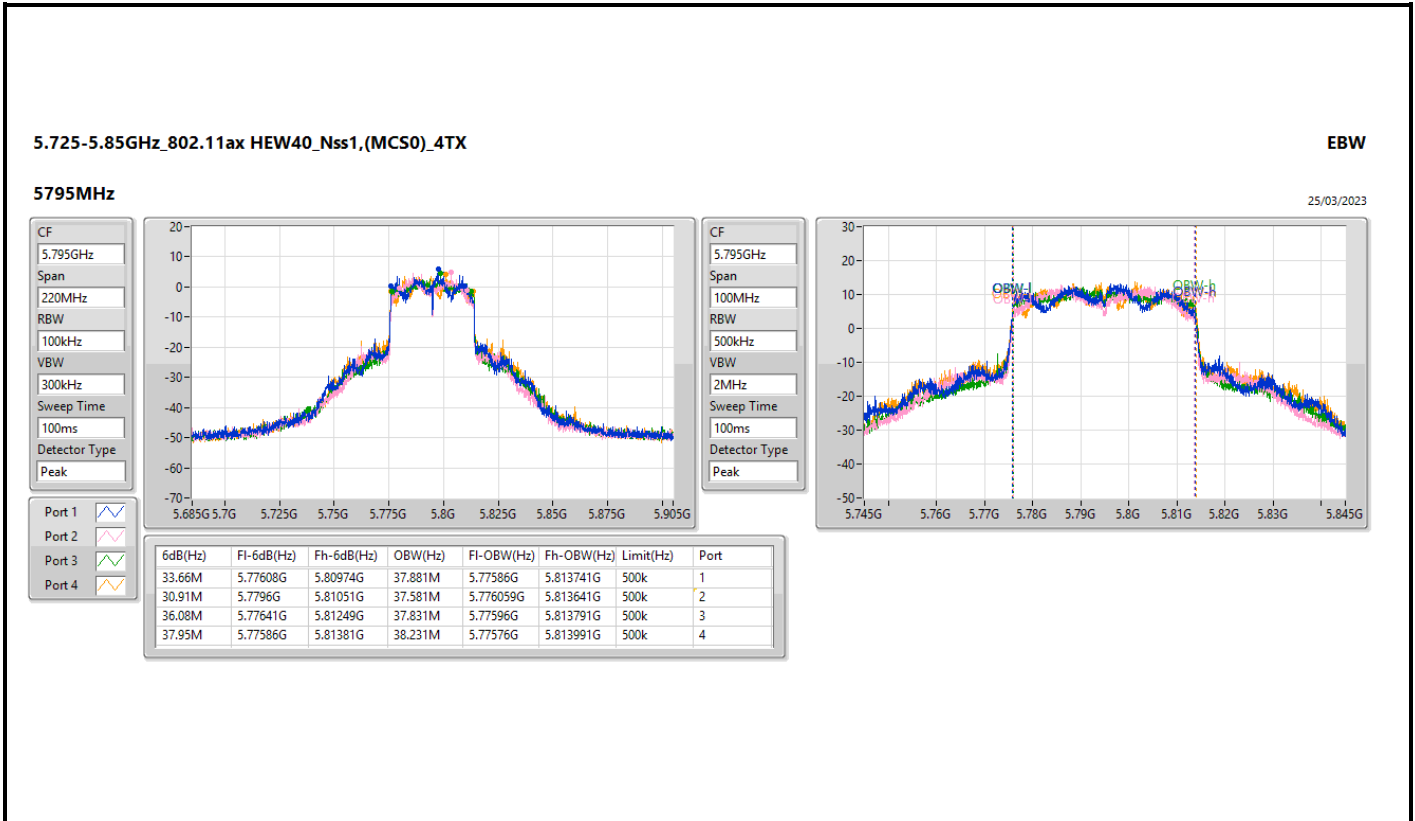 5.725-5.85GHz_802.11ax HEW40_Nss1,(MCS0)_4TX EBW
5795MHz
25/03/2023
CF
5.795GHz
Span
220MHz
RBW
100kHz
VBW
300kHz
Sweep Time
100ms
Detector Type
Peak
20
10
0
-10
-20
-30
-40
-50
-60
-70
5.685G 5.7G 5.725G 5.75G 5.775G 5.8G 5.825G 5.85G 5.875G 5.905G
CF
5.795GHz
Span
100MHz
RBW
500kHz
VBW
2MHz
Sweep Time
100ms
Detector Type
Peak
30
20
10
0
-10
-20
-30
-40
-50
OBW-l
OBW-h
OBW-h
5.745G 5.76G 5.77G 5.78G 5.79G 5.8G 5.81G 5.82G 5.83G 5.845G
Port 1
Port 2
Port 3
Port 4
6dB(Hz) Fl-6dB(Hz) Fh-6dB(Hz) OBW(Hz) Fl-OBW(Hz) Fh-OBW(Hz) Limit(Hz) Port
33.66M 5.77608G 5.80974G 37.881M 5.77586G 5.813741G 500k 1
30.91M 5.7796G 5.81051G 37.581M 5.776059G 5.813641G 500k 2
36.08M 5.77641G 5.81249G 37.831M 5.77596G 5.813791G 500k 3
37.95M 5.77586G 5.81381G 38.231M 5.77576G 5.813991G 500k 4